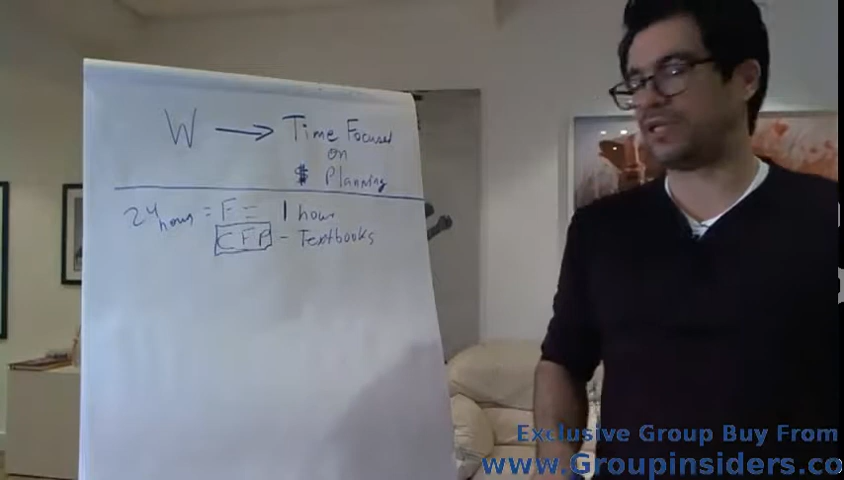 W → Time Focused
on
$ Planning
24 hours = F = 1 hour
CFP - Textbooks
Exclusive Group Buy From
www.Groupinsiders.co